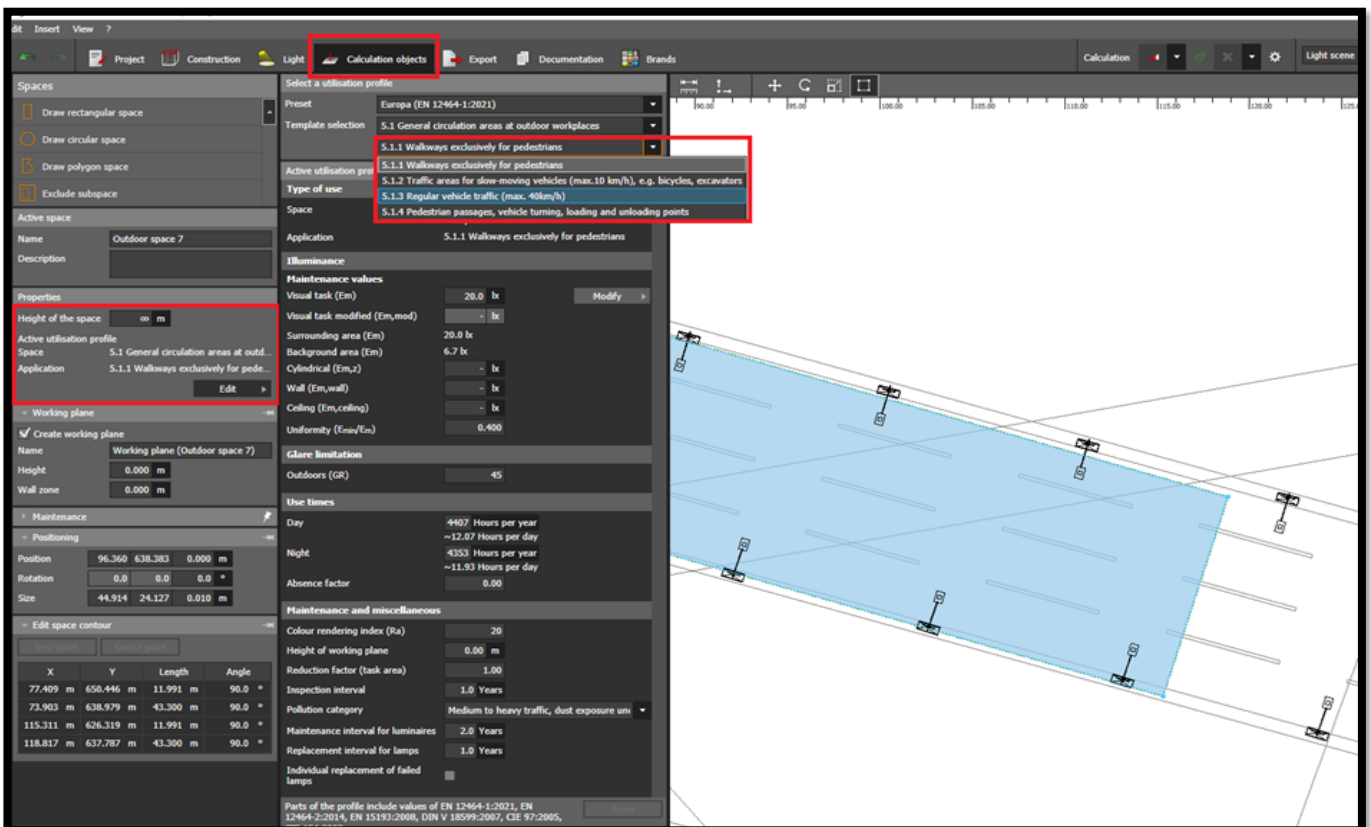 dit Insert View ?
Project Construction Light Calculation objects Export Documentation Brands Calculation Light scene
Spaces
Draw rectangular space
Draw circular space
Draw polygon space
Exclude subspace
Active space
Name Outdoor space 7
Description
Properties
Height of the space ∞ m
Active utilisation profile
Space 5.1 General circulation areas at outd...
Application 5.1.1 Walkways exclusively for pede...
Edit
Working plane
Create working plane
Name Working plane (Outdoor space 7)
Height 0.000 m
Wall zone 0.000 m
Maintenance
Positioning
Position 96.360 638.383 0.000 m
Rotation 0.0 0.0 0.0 °
Size 44.914 24.127 0.010 m
Edit space contour
New point Delete point
X Y Length Angle
77.409 m 650.446 m 11.991 m 90.0 °
73.903 m 638.979 m 43.300 m 90.0 °
115.311 m 626.319 m 11.991 m 90.0 °
118.817 m 637.787 m 43.300 m 90.0 °
Select a utilisation profile
Preset Europa (EN 12464-1:2021)
Template selection 5.1 General circulation areas at outdoor workplaces
5.1.1 Walkways exclusively for pedestrians
5.1.1 Walkways exclusively for pedestrians
5.1.2 Traffic areas for slow-moving vehicles (max.10 km/h), e.g. bicycles, excavators
5.1.3 Regular vehicle traffic (max. 40km/h)
5.1.4 Pedestrian passages, vehicle turning, loading and unloading points
Active utilisation prof
Type of use
Space
Application 5.1.1 Walkways exclusively for pedestrians
Illuminance
Maintenance values
Visual task (Em) 20.0 lx Modify
Visual task modified (Em,mod) - lx
Surrounding area (Em) 20.0 lx
Background area (Em) 6.7 lx
Cylindrical (Em,z) - lx
Wall (Em,wall) - lx
Ceiling (Em,ceiling) - lx
Uniformity (Emin/Em) 0.400
Glare limitation
Outdoors (GR) 45
Use times
Day 4407 Hours per year
~12.07 Hours per day
Night 4353 Hours per year
~11.93 Hours per day
Absence factor 0.00
Maintenance and miscellaneous
Colour rendering index (Ra) 20
Height of working plane 0.00 m
Reduction factor (task area) 1.00
Inspection interval 1.0 Years
Pollution category Medium to heavy traffic, dust exposure un
Maintenance interval for luminaires 2.0 Years
Replacement interval for lamps 1.0 Years
Individual replacement of failed
lamps
Parts of the profile include values of EN 12464-1:2021, EN
12464-2:2014, EN 15193:2008, DIN V 18599:2007, CIE 97:2005,
Reset
90.00 95.00 100.00 105.00 110.00 115.00 120.00 125.0